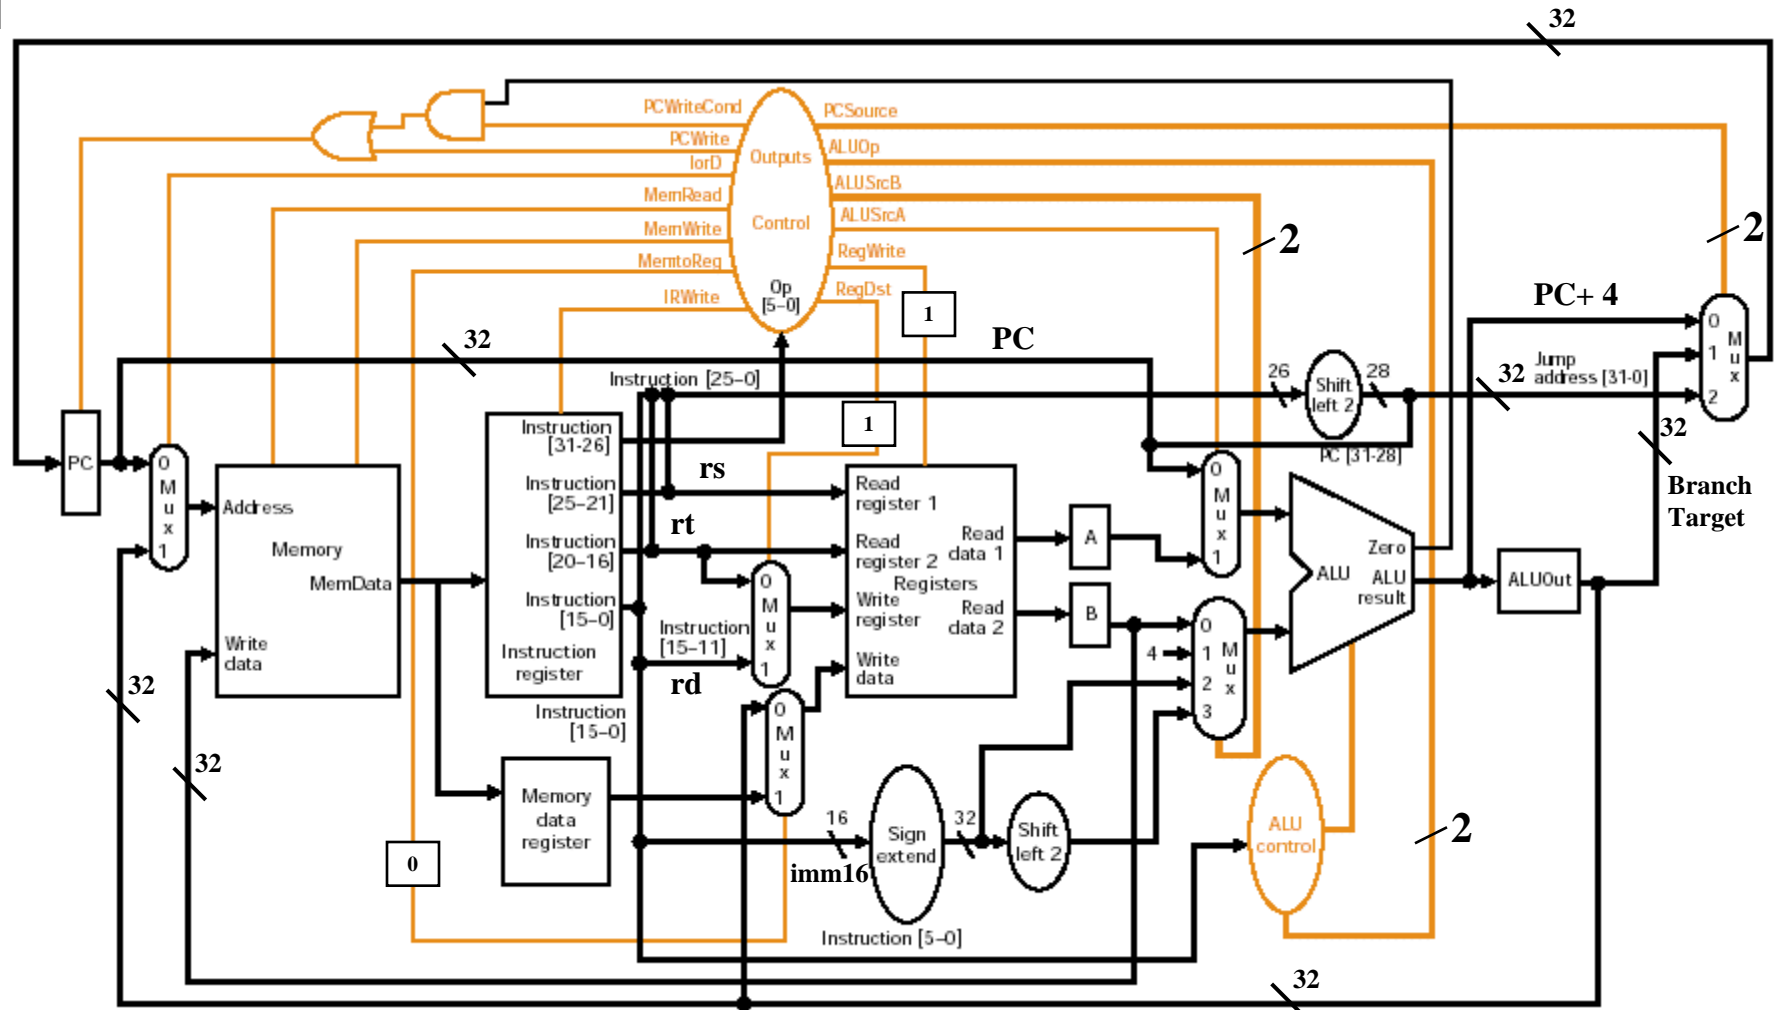 32
PCWriteCond
PCSource
PCWrite
ALUOp
IorD
Outputs
MemRead
ALUSrcB
MemWrite
Control
ALUSrcA
2
2
MemtoReg
RegWrite
IRWrite
Op
[5–0]
RegDst
1
PC+ 4
32
PC
0
M
u
x
1
2
Instruction [25–0]
26
Shift
left 2
28
32
Jump
address [31-0]
1
32
PC [31-28]
Branch
Target
PC
0
M
u
x
1
Address
Memory
MemData
Write
data
Instruction
[31-26]
Instruction
[25–21]
Instruction
[20–16]
Instruction
[15–0]
Instruction
register
rs
rt
0
M
u
x
1
Instruction
[15–11]
rd
Read
register 1
Read
register 2
Registers
Write
register
Write
data
Read
data 1
Read
data 2
A
B
0
M
u
x
1
4
0
1
2
3
M
u
x
Zero
ALU
ALU
result
ALUOut
32
32
Instruction
[15–0]
Memory
data
register
0
M
u
x
1
0
16
imm16
Sign
extend
32
Shift
left 2
ALU
control
2
Instruction [5–0]
32